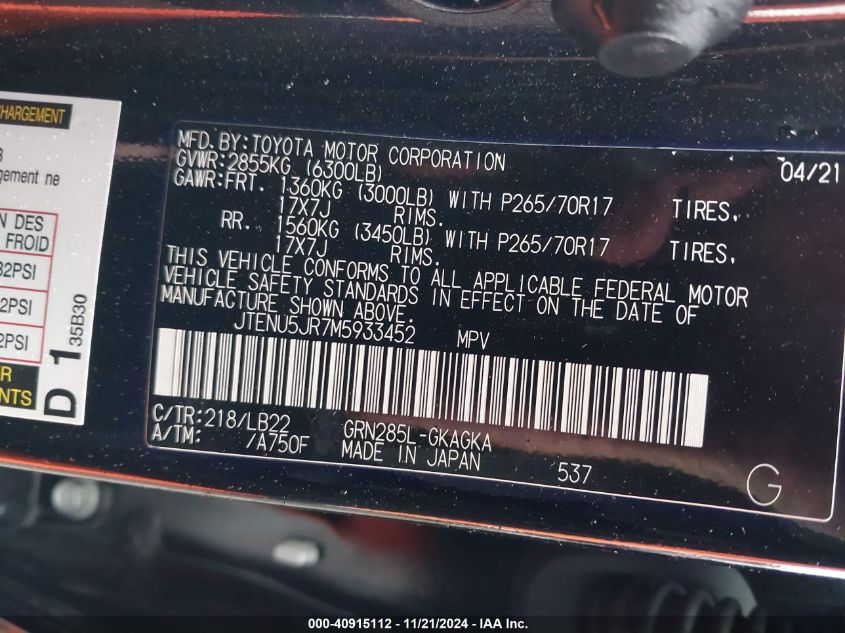 CHARGEMENT
gement ne
N DES
FROID
32PSI
2PSI
2PSI
R
NTS
D 1
35B30
MFD. BY: TOYOTA MOTOR CORPORATION 04/21
GVWR: 2855KG (6300LB)
GAWR: FRT. 1360KG (3000LB) WITH P265/70R17 TIRES,
17X7J RIMS.
RR. 1560KG (3450LB) WITH P265/70R17 TIRES,
17X7J RIMS.
THIS VEHICLE CONFORMS TO ALL APPLICABLE FEDERAL MOTOR
VEHICLE SAFETY STANDARDS IN EFFECT ON THE DATE OF
MANUFACTURE SHOWN ABOVE.
JTENU5JR7M5933452 MPV
C/TR: 218/LB22 GRN285L-GKAGKA
A/TM: /A750F MADE IN JAPAN 537 G
000-40915112 - 11/21/2024 - IAA Inc.